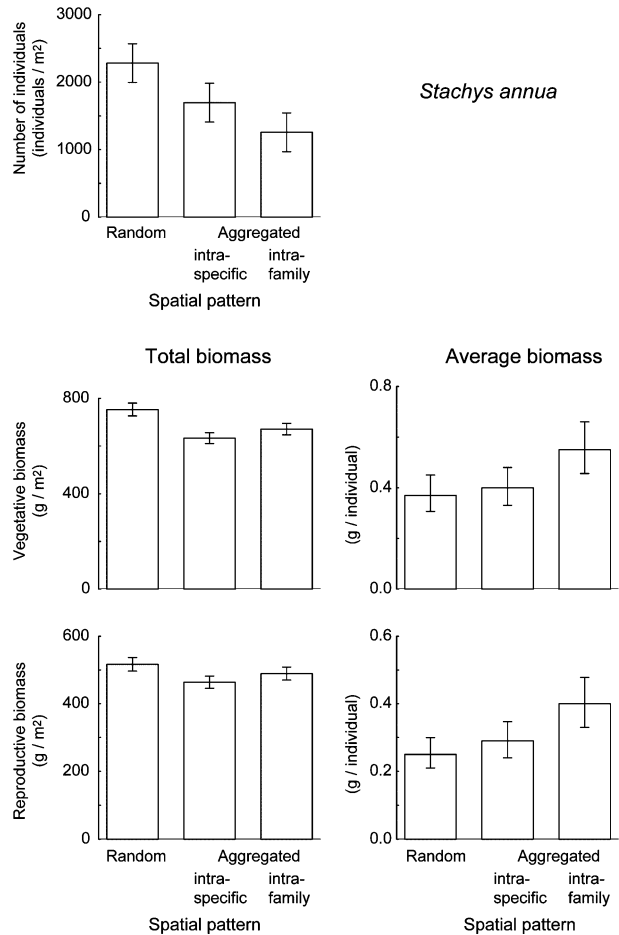 Number of individuals
(individuals / m²)
3000
2000
1000
0
Stachys annua
Random
Aggregated
intra-
specific
intra-
family
Spatial pattern
Total biomass
Average biomass
Vegetative biomass
(g / m²)
800
400
0
(g / individual)
0.8
0.4
0.0
Reproductive biomass
(g / m²)
600
400
200
0
(g / individual)
0.6
0.4
0.2
0.0
Random
Aggregated
intra-
specific
intra-
family
Spatial pattern
Random
Aggregated
intra-
specific
intra-
family
Spatial pattern